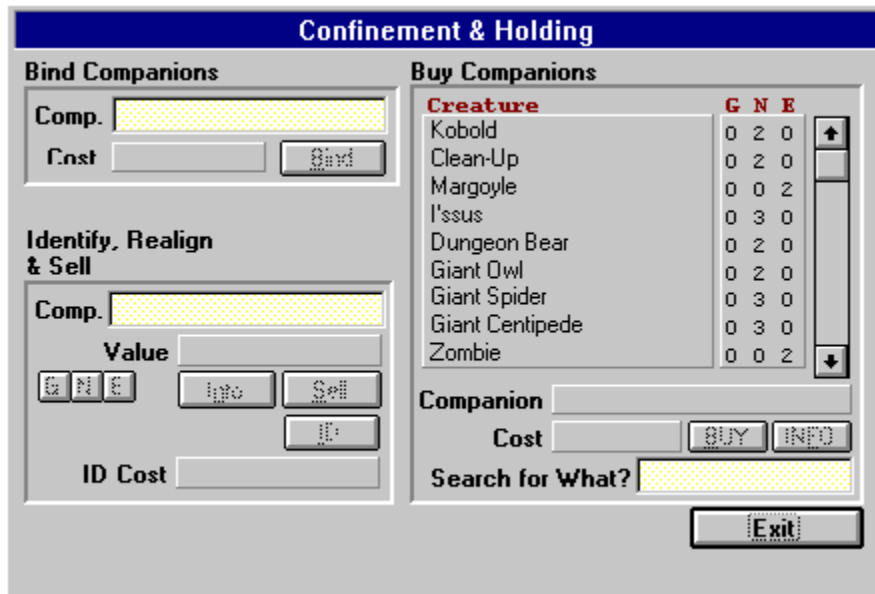 Confinement & Holding
Bind Companions
Comp.
Cost
Bind
Identify, Realign
& Sell
Comp.
Value
G N E
Info
Sell
ID
ID Cost
Buy Companions
Creature G N E
Kobold 0 2 0
Clean-Up 0 2 0
Margoyle 0 0 2
I'ssus 0 3 0
Dungeon Bear 0 2 0
Giant Owl 0 2 0
Giant Spider 0 3 0
Giant Centipede 0 3 0
Zombie 0 0 2
Companion
Cost
BUY
INFO
Search for What?
Exit